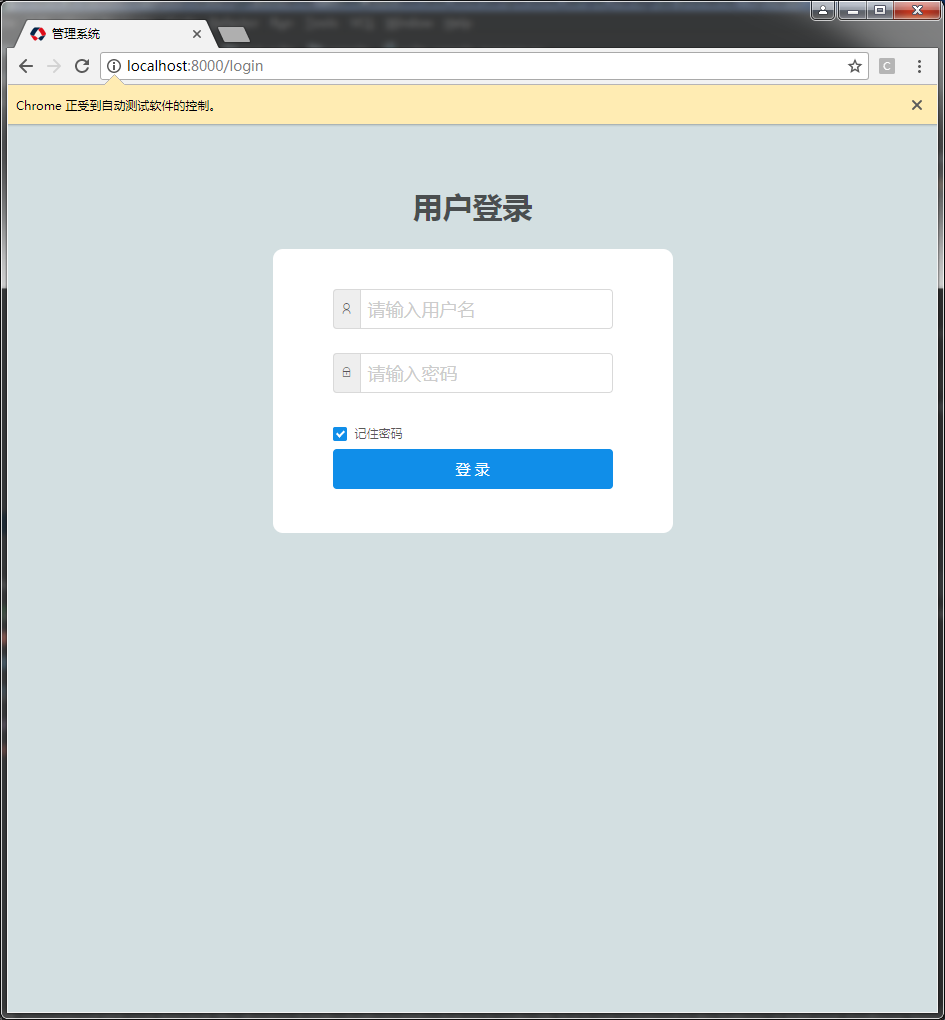 管理系统
localhost:8000/login
C
Chrome 正受到自动测试软件的控制。
用户登录
请输入用户名
请输入密码
记住密码
登 录